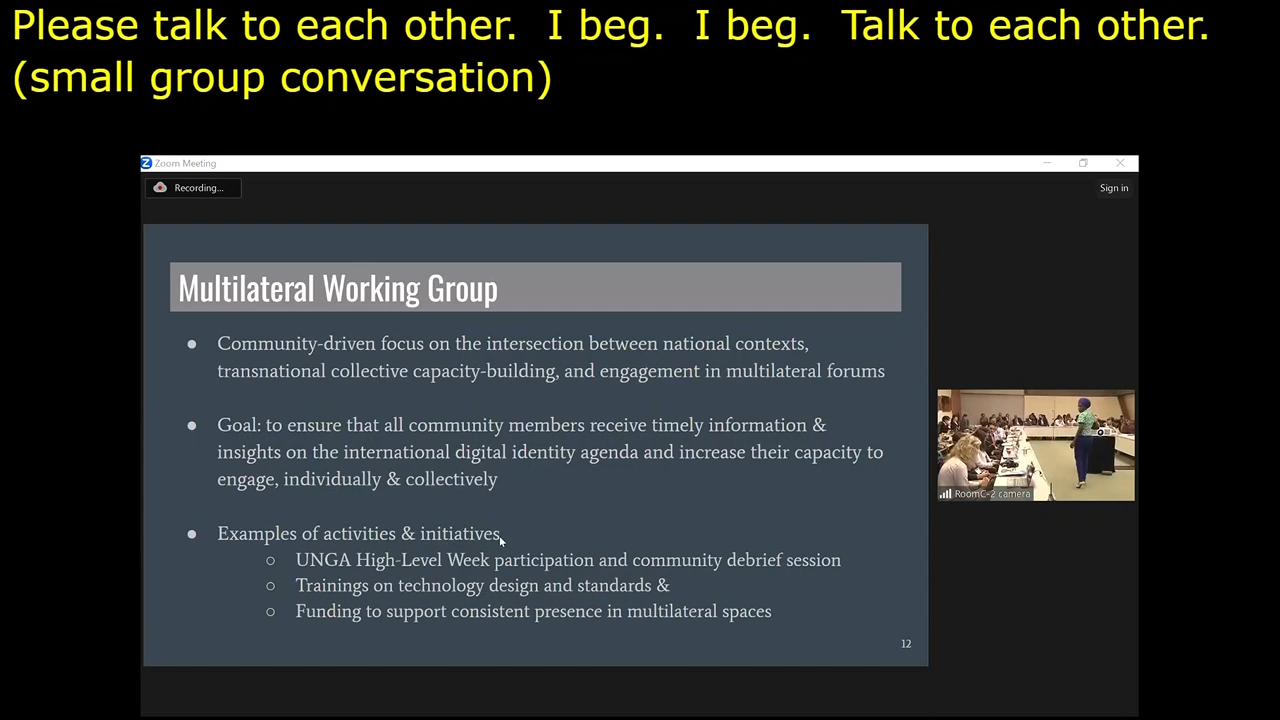 Please talk to each other.  I beg.  I beg.  Talk to each other.
(small group conversation)
Zoom Meeting
Recording...
Sign in
Multilateral Working Group
● Community-driven focus on the intersection between national contexts,
transnational collective capacity-building, and engagement in multilateral forums
● Goal: to ensure that all community members receive timely information &
insights on the international digital identity agenda and increase their capacity to
engage, individually & collectively
● Examples of activities & initiatives
○ UNGA High-Level Week participation and community debrief session
○ Trainings on technology design and standards &
○ Funding to support consistent presence in multilateral spaces
12
RoomC-2 camera